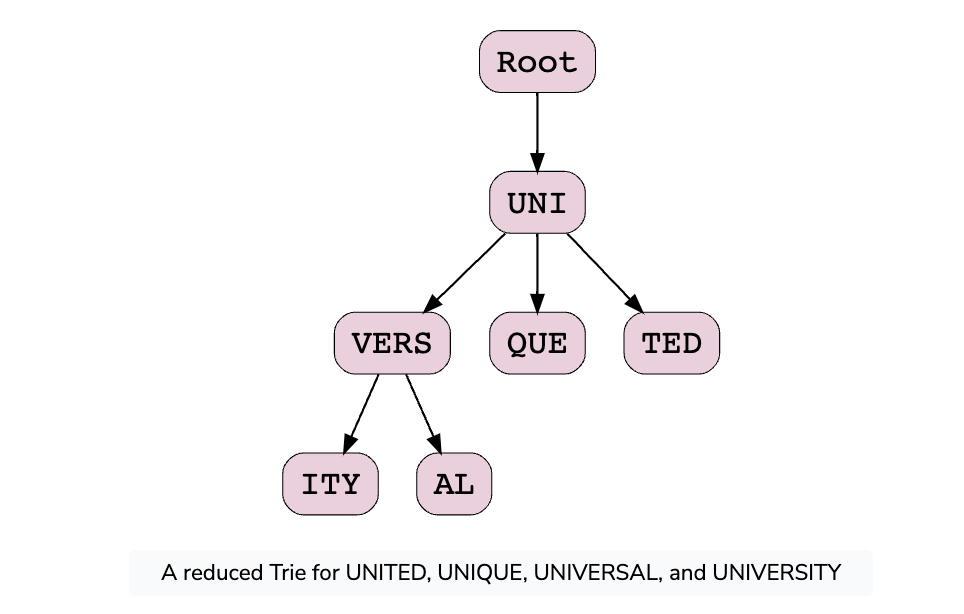 Root
UNI
VERS QUE TED
ITY AL
A reduced Trie for UNITED, UNIQUE, UNIVERSAL, and UNIVERSITY